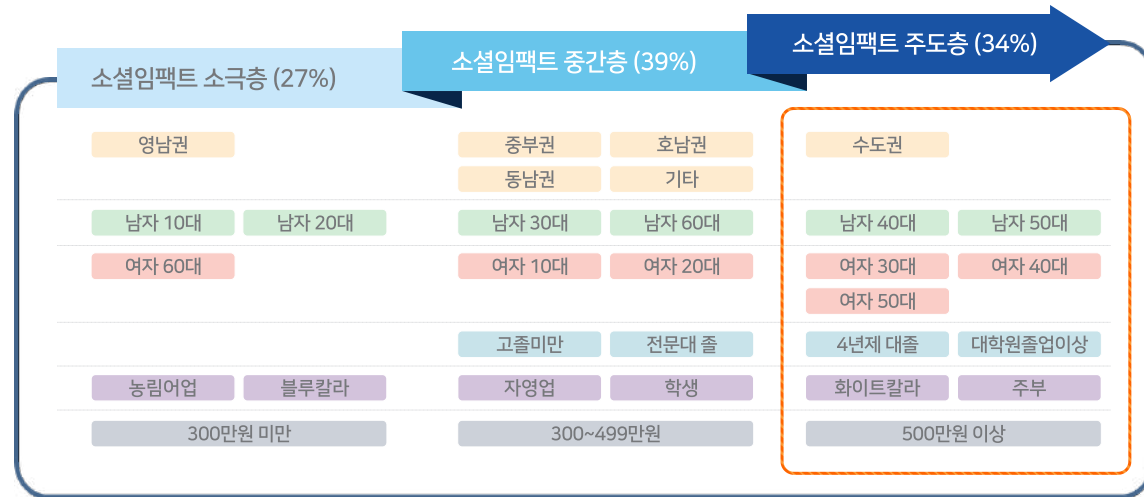 소셜임팩트 소극층 (27%)
소셜임팩트 중간층 (39%)
소셜임팩트 주도층 (34%)
영남권 중부권 호남권 수도권
동남권 기타
남자 10대 남자 20대 남자 30대 남자 60대 남자 40대 남자 50대
여자 60대 여자 10대 여자 20대 여자 30대 여자 40대
여자 50대
고졸미만 전문대 졸 4년제 대졸 대학원졸업이상
농림어업 블루칼라 자영업 학생 화이트칼라 주부
300만원 미만 300~499만원 500만원 이상